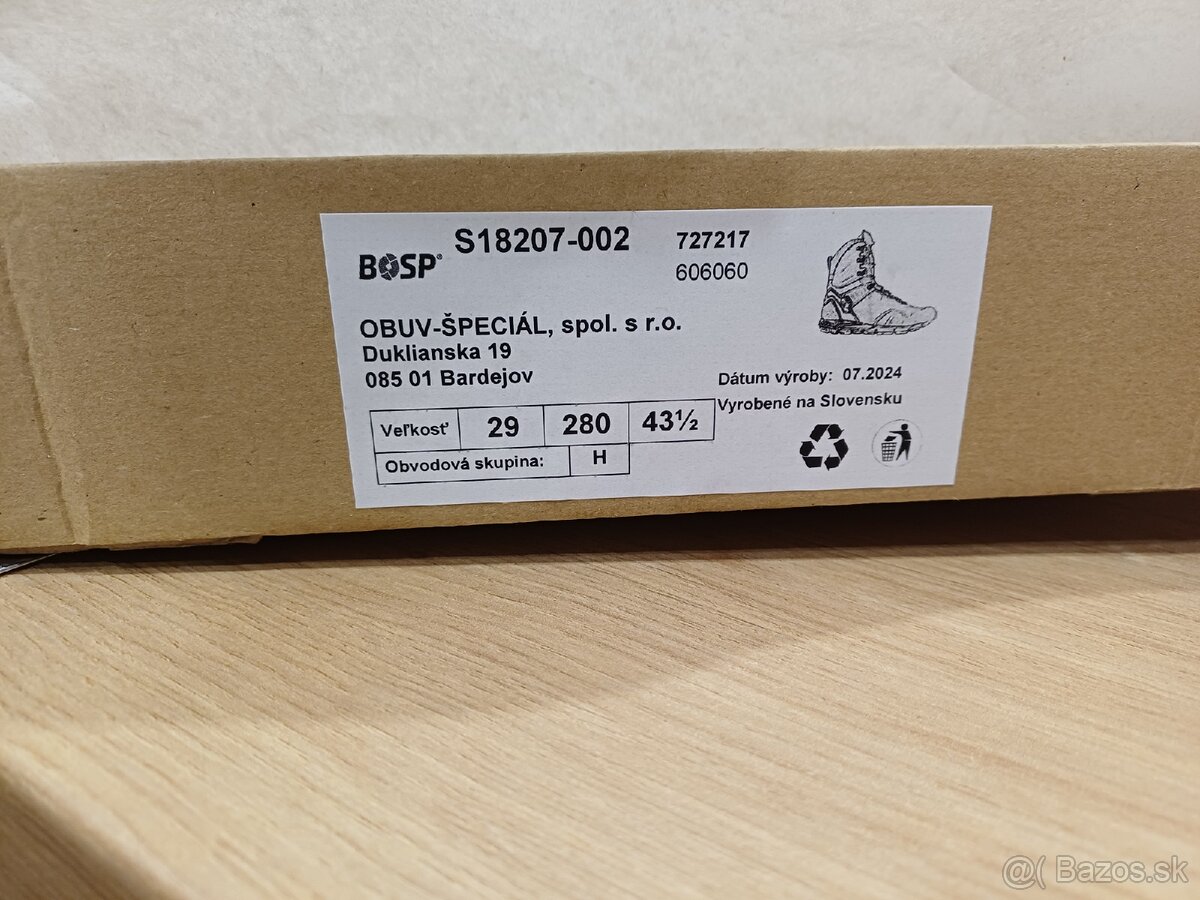 BOSP® S18207-002 727217
606060
OBUV-ŠPECIÁL, spol. s r.o.
Duklianska 19
085 01 Bardejov
Dátum výroby: 07.2024
Vyrobené na Slovensku
Veľkosť 29 280 43½
Obvodová skupina: H
@( Bazos.sk